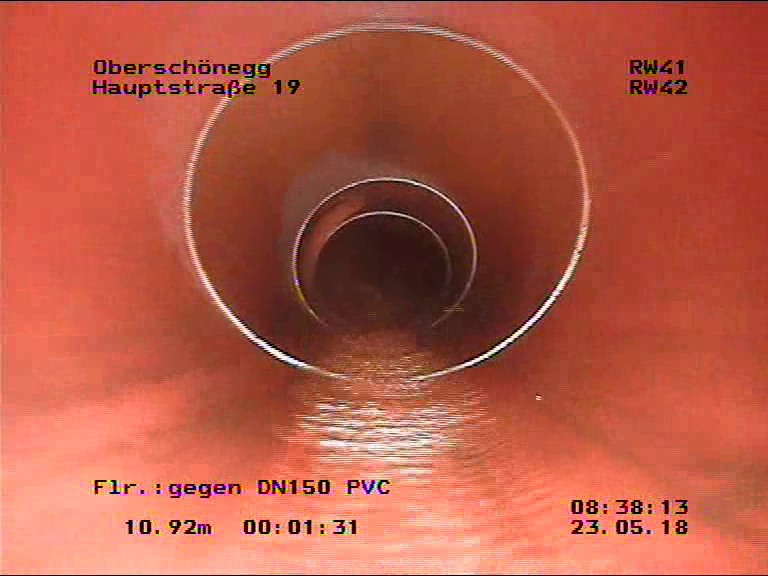 Oberschönegg
Hauptstraße 19
RW41
RW42
Flr.:gegen DN150 PVC
10.92m 00:01:31
08:38:13
23.05.18